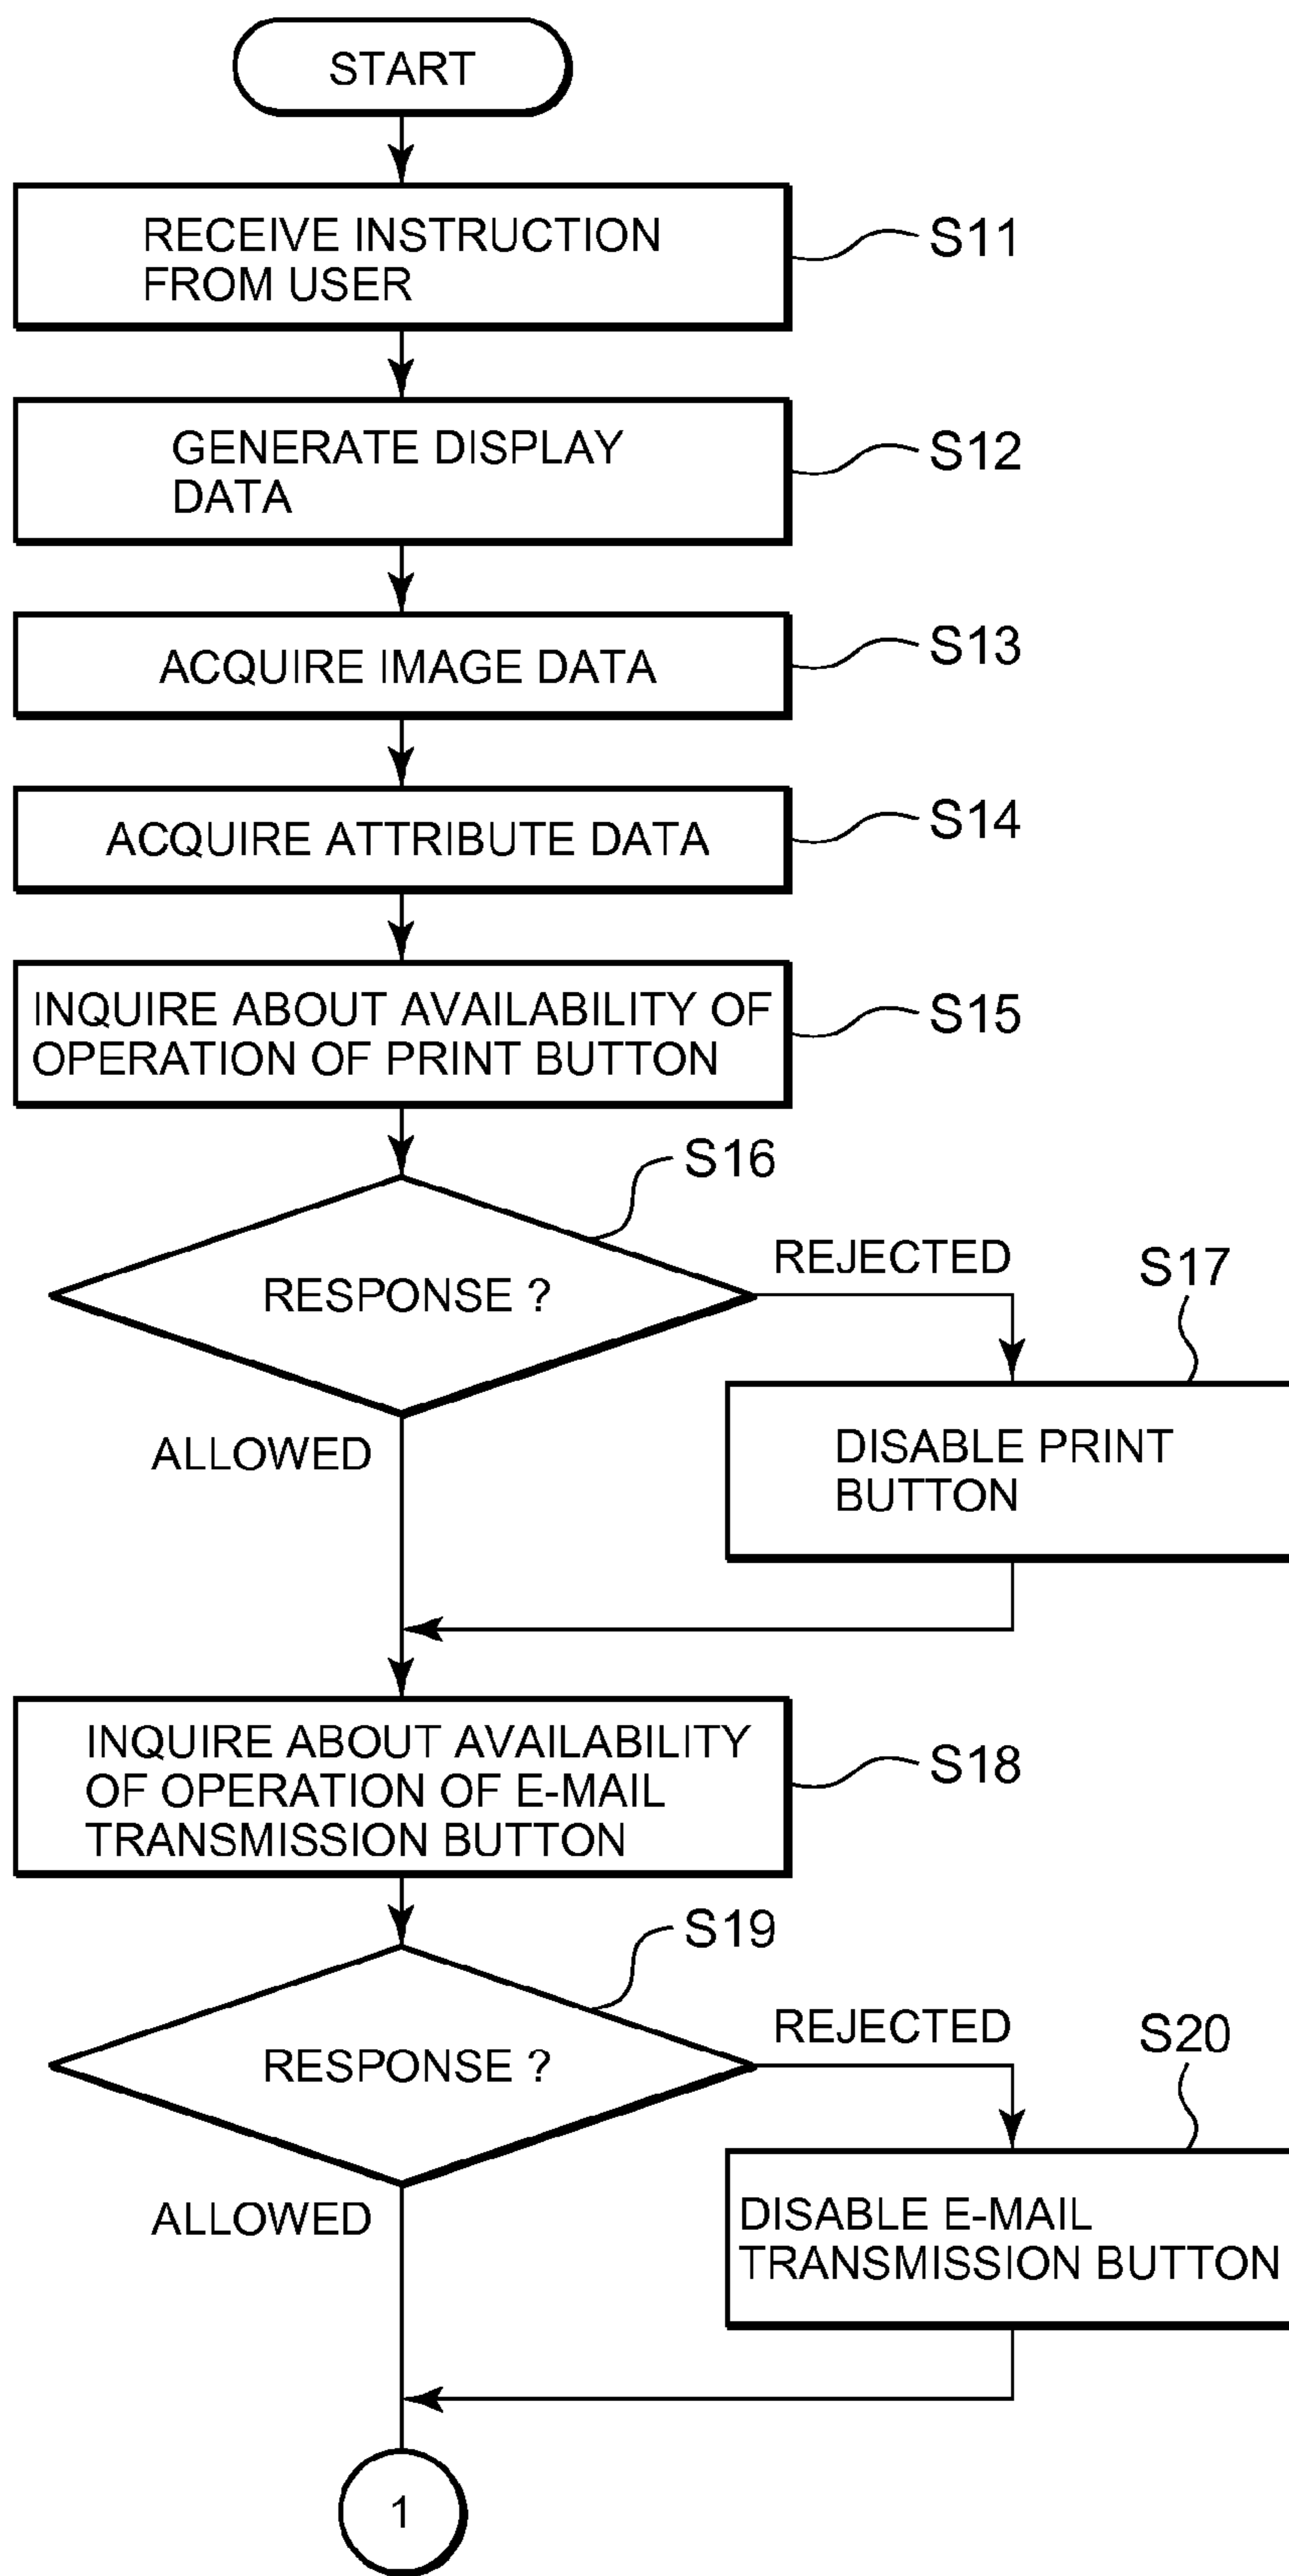 START
RECEIVE INSTRUCTION
FROM USER
S11
GENERATE DISPLAY
DATA
S12
ACQUIRE IMAGE DATA
S13
ACQUIRE ATTRIBUTE DATA
S14
INQUIRE ABOUT AVAILABILITY OF
OPERATION OF PRINT BUTTON
S15
S16
RESPONSE ?
REJECTED
S17
ALLOWED
DISABLE PRINT
BUTTON
INQUIRE ABOUT AVAILABILITY
OF OPERATION OF E-MAIL
TRANSMISSION BUTTON
S18
S19
RESPONSE ?
REJECTED
S20
ALLOWED
DISABLE E-MAIL
TRANSMISSION BUTTON
1